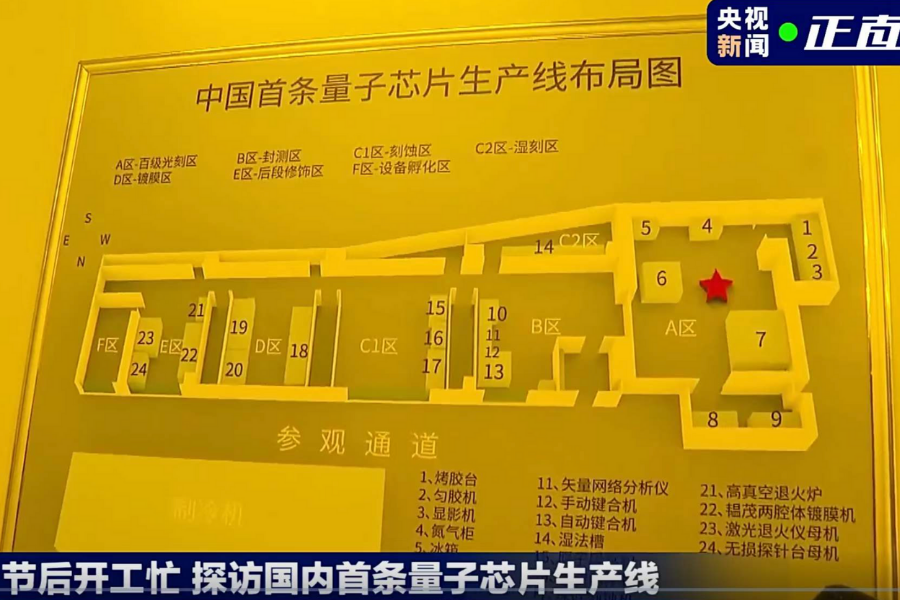 央视新闻 正直
中国首条量子芯片生产线布局图
A区-百级光刻区 B区-封测区 C1区-刻蚀区 C2区-湿刻区
D区-镀膜区 E区-后段修饰区 F区-设备孵化区
S
E W
N
5 4 1
2
3
14 C2区
6
A区
7
8 9
15 10
16 11
12
17 13
B区
C1区
D区
18
19
20
21
22
E区
23
24
F区
参观通道
制冷机
1、烤胶台
2、匀胶机
3、显影机
4、氮气柜
5、冰箱
11、矢量网络分析仪
12、手动键合机
13、自动键合机
14、湿法槽
21、高真空退火炉
22、韫茂两腔体镀膜机
23、激光退火仪母机
24、无损探针台母机
节后开工忙 探访国内首条量子芯片生产线